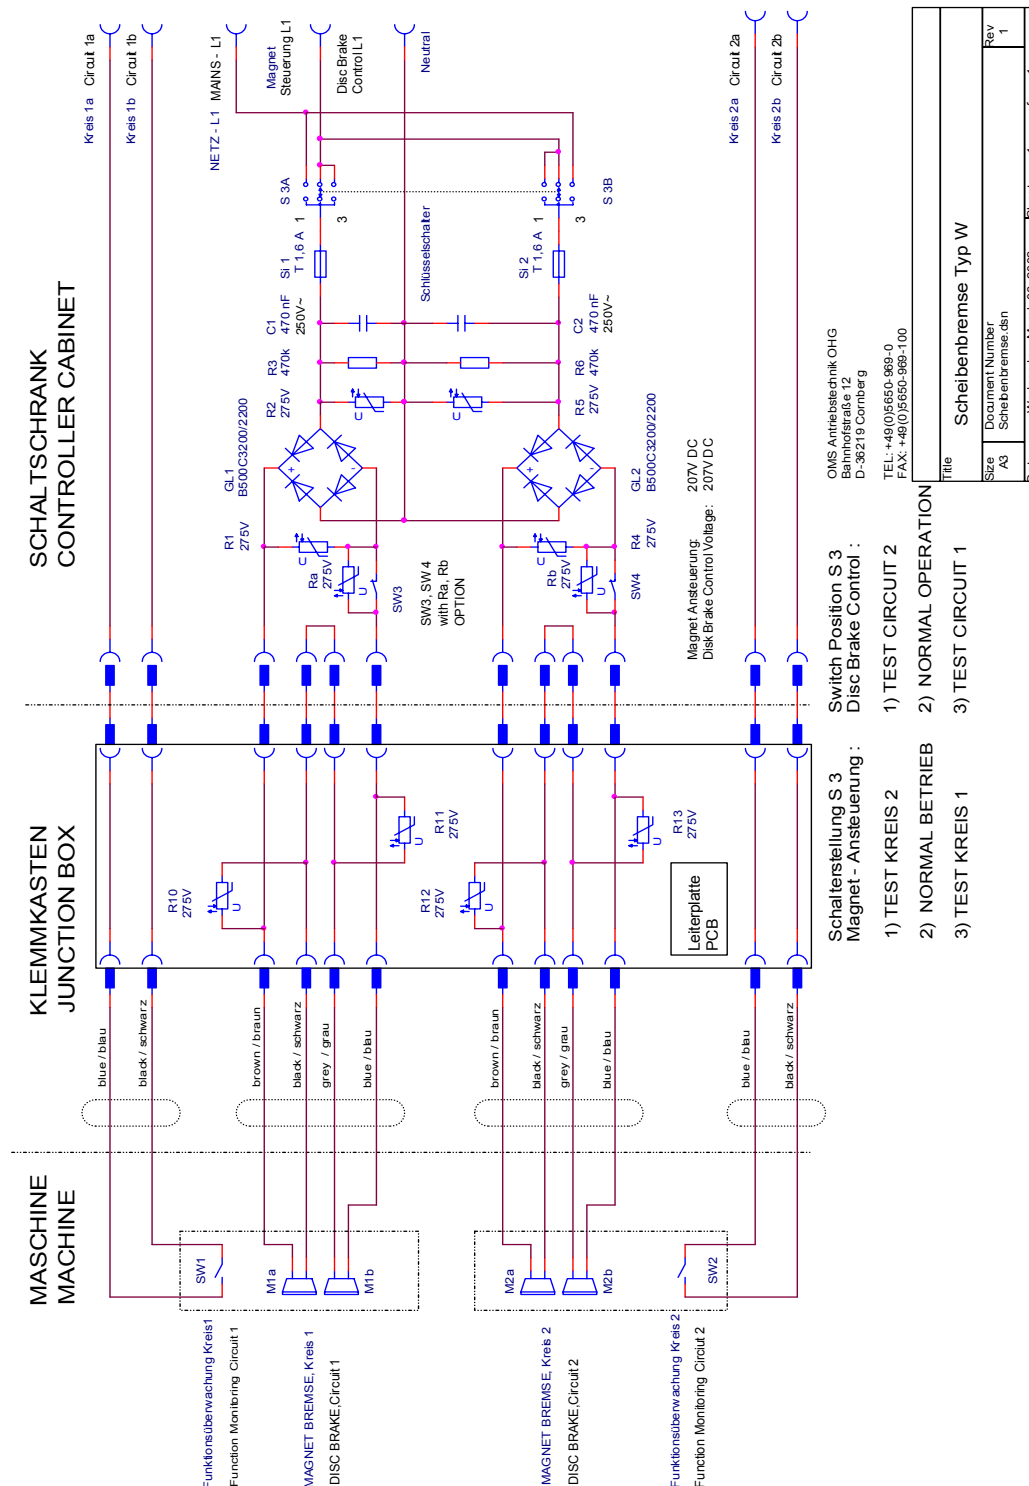 SCHALTSCHRANK
CONTROLLER CABINET
Kreis 1a Circuit 1a
Kreis 1b Circuit 1b
NETZ - L1 MAINS - L1
Magnet
Steuerung L1
Disc Brake
Control L1
Neutral
Kreis 2a Circuit 2a
Kreis 2b Circuit 2b
S 3A
1
3
S 3B
1
3
Schlüsselschalter
Si 1
T 1,6 A
Si 2
T 1,6 A
C1
470 nF
250V~
C2
470 nF
250V~
R3
470k
R6
470k
R2
275V
U
R5
275V
U
GL1
B500C3200/2200
+
-
GL2
B500C3200/2200
+
-
R1
275V
U
Ra
275V
U
SW3
SW3, SW 4
with Ra, Rb
OPTION
R4
275V
U
Rb
275V
U
SW4
Magnet Ansteuerung: 207V DC
Disk Brake Control Voltage: 207V DC
KLEMMKASTEN
JUNCTION BOX
R10
275V
U
R11
275V
U
R12
275V
U
R13
275V
U
Leiterplatte
PCB
blue / blau
black / schwarz
brown / braun
black / schwarz
grey / grau
blue / blau
brown / braun
black / schwarz
grey / grau
blue / blau
blue / blau
black / schwarz
MASCHINE
MACHINE
SW1
M1a
M1b
M2a
M2b
SW2
Funktionsüberwachung Kreis1
Function Monitoring Circuit 1
MAGNET BREMSE, Kreis 1
DISC BRAKE,Circuit 1
MAGNET BREMSE, Kreis 2
DISC BRAKE,Circuit 2
Funktionsüberwachung Kreis 2
Function Monitoring Circiut 2
Schalterstellung S 3
Magnet - Ansteuerung :
1) TEST KREIS 2
2) NORMAL BETRIEB
3) TEST KREIS 1
Switch Position S 3
Disc Brake Control :
1) TEST CIRCUIT 2
2) NORMAL OPERATION
3) TEST CIRCUIT 1
OMS Antriebstechnik OHG
Bahnhofstraße 12
D-36219 Cornberg
TEL: +49(0)5650-969-0
FAX: +49(0)5650-969-100
Title
Scheibenbremse Typ W
Size
A3
Document Number
Scheibenbremse.dsn
Rev
1